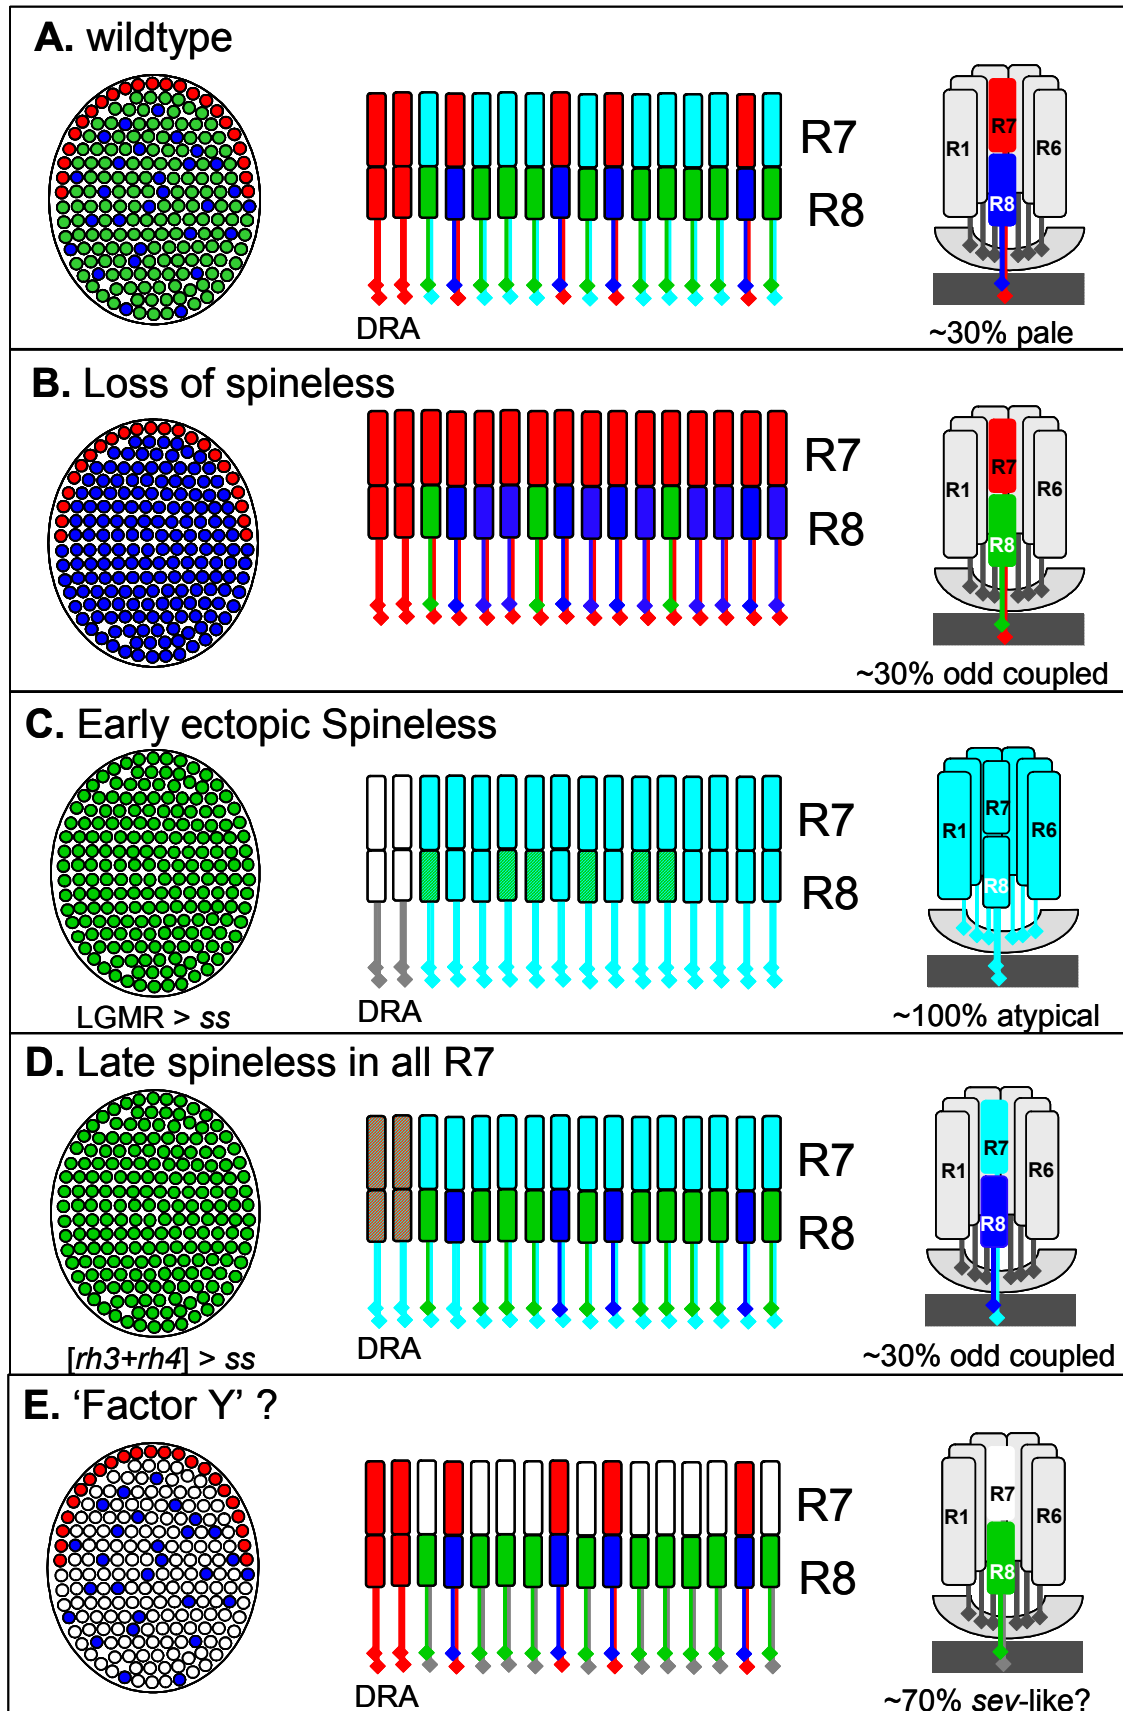 A. wildtype
R7
R8
DRA
R1
R7
R6
R8
~30% pale
B. Loss of spineless
R7
R8
R1
R7
R6
R8
~30% odd coupled
C. Early ectopic Spineless
LGMR > ss
R7
R8
DRA
R1
R7
R6
R8
~100% atypical
D. Late spineless in all R7
[rh3+rh4] > ss
R7
R8
DRA
R1
R7
R6
R8
~30% odd coupled
E. ‘Factor Y’ ?
R7
R8
DRA
R1
R7
R6
R8
~70% sev-like?